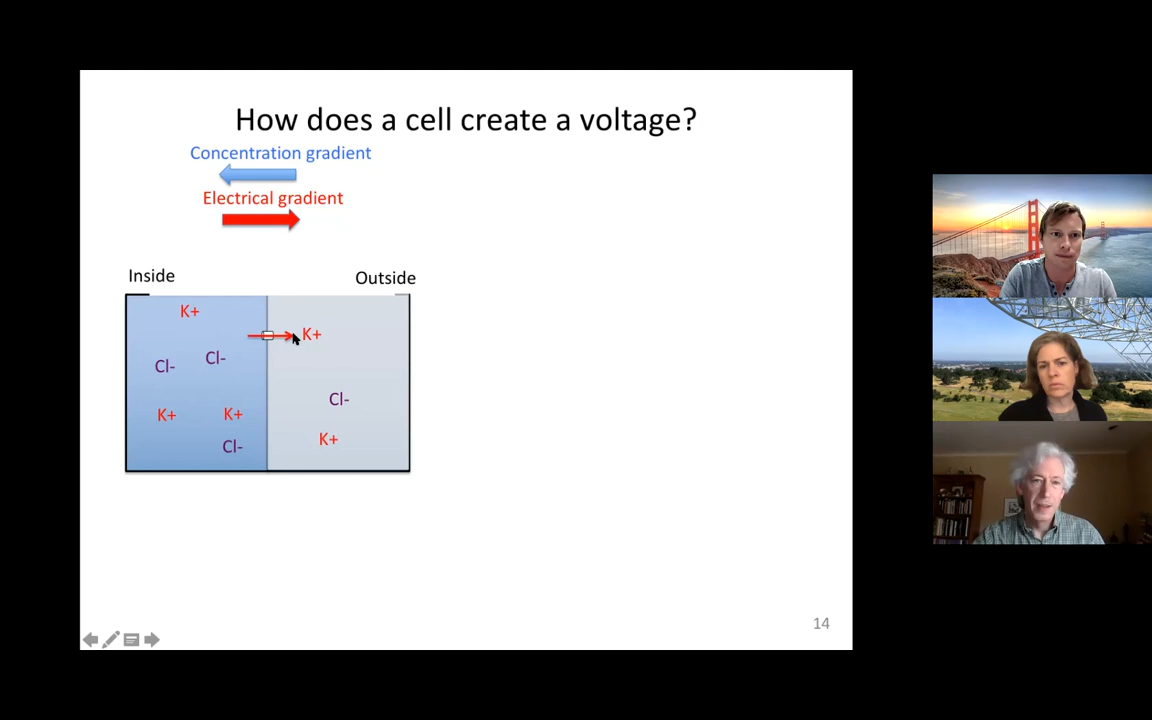 How does a cell create a voltage?
Concentration gradient
Electrical gradient
Inside
Outside
K+
K+
Cl-
Cl-
Cl-
K+
K+
K+
Cl-
14